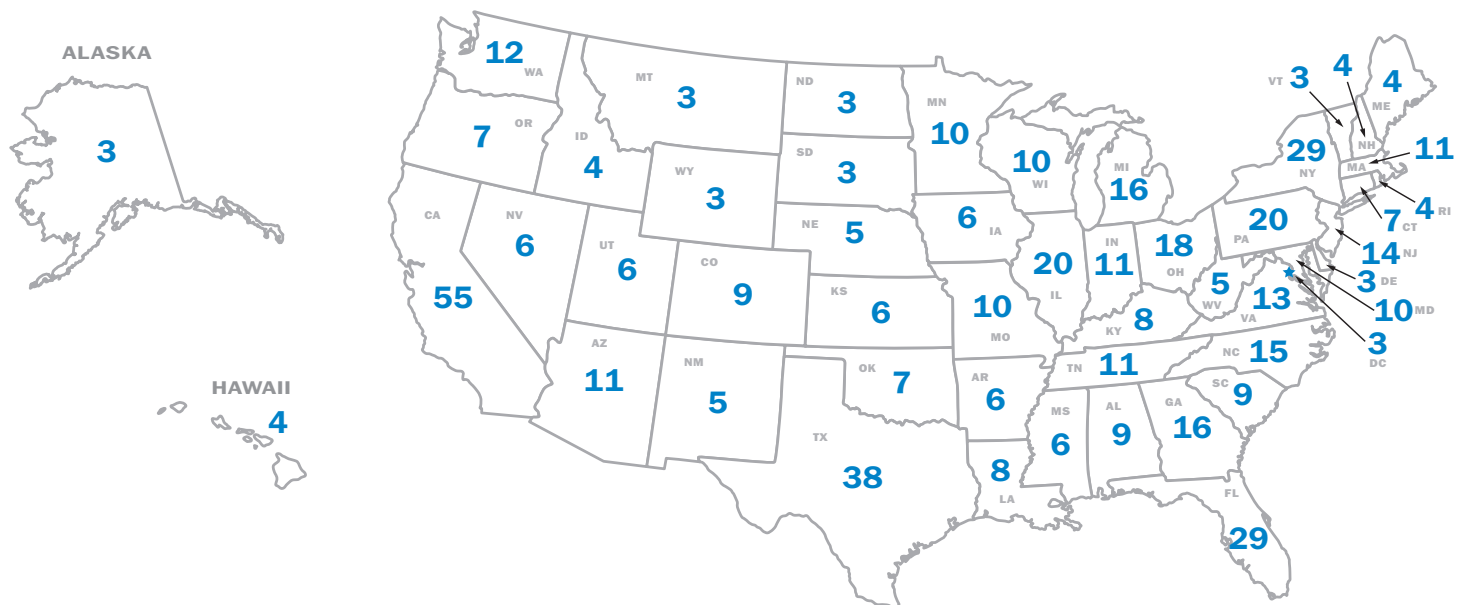 ALASKA
3
HAWAII
4
12
WA
7
OR
CA
55
NV
6
ID
4
MT
3
WY
3
UT
6
CO
9
AZ
11
NM
5
ND
3
SD
3
NE
5
KS
6
OK
7
TX
38
MN
10
6
IA
10
MO
AR
6
8
LA
10
WI
20
IL
MI
16
IN
11
18
OH
KY
8
TN
11
MS
6
AL
9
GA
16
FL
29
SC
9
NC
15
VA
13
5
WV
20
PA
29
NY
VT
3
4
NH
4
ME
MA
11
4
RI
7
CT
14
NJ
3
DE
10
MD
3
DC